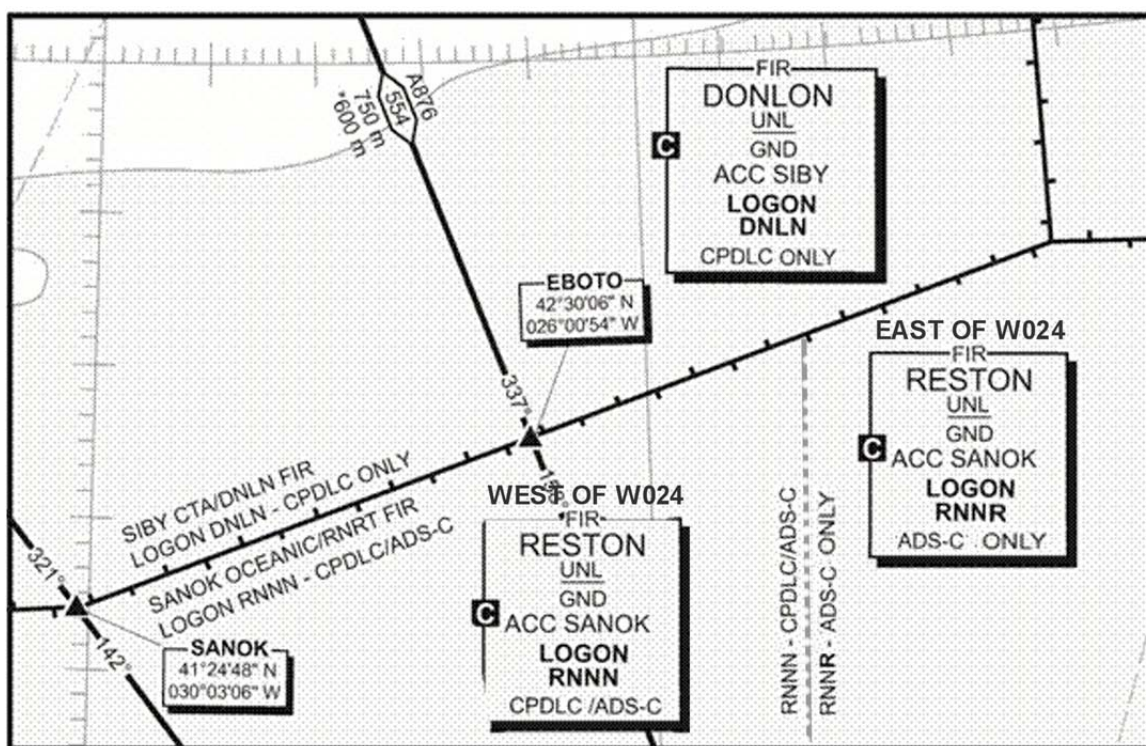 A876
554
750 m
*600 m
FIR
DONLON
UNL
GND
C
ACC SIBY
LOGON
DNLN
CPDLC ONLY
EBOTO
42°30'06" N
026°00'54" W
337°
EAST OF W024
FIR
RESTON
UNL
GND
C
ACC SANOK
LOGON
RNNR
ADS-C ONLY
SIBY CTA/DNLN FIR
LOGON DNLN - CPDLC ONLY
SANOK OCEANIC/RNRT FIR
LOGON RNNN - CPDLC/ADS-C
WEST OF W024
FIR
RESTON
UNL
GND
C
ACC SANOK
LOGON
RNNN
CPDLC /ADS-C
RNNN - CPDLC/ADS-C
RNNR - ADS-C ONLY
321°
142°
SANOK
41°24'48" N
030°03'06" W